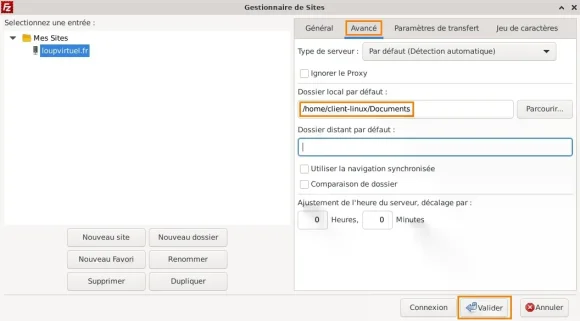 Gestionnaire de Sites
Sélectionnez une entrée :
Mes Sites
loupvirtuel.fr
Nouveau site
Nouveau dossier
Nouveau Favori
Renommer
Supprimer
Dupliquer
Général
Avancé
Paramètres de transfert
Jeu de caractères
Type de serveur :
Par défaut (Détection automatique)
Ignorer le Proxy
Dossier local par défaut :
/home/client-linux/Documents
Parcourir...
Dossier distant par défaut :
Utiliser la navigation synchronisée
Comparaison de dossier
Ajustement de l'heure du serveur, décalage par :
0 Heures, 0 Minutes
Connexion
Valider
Annuler